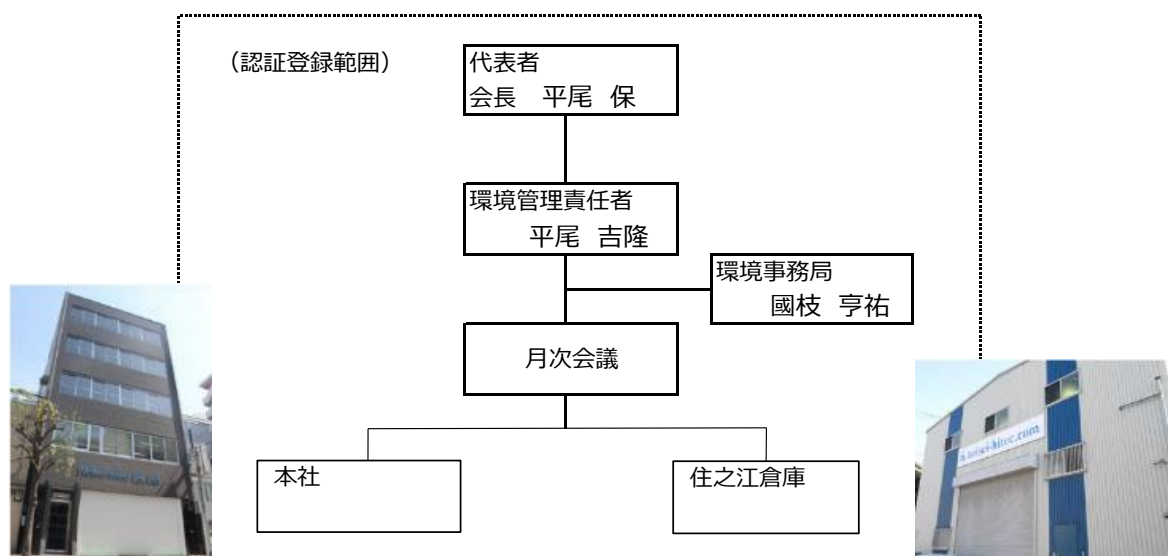 （認証登録範囲）
代表者
会長　平尾　保
環境管理責任者
平尾　吉隆
環境事務局
國枝　亨祐
月次会議
本社
住之江倉庫